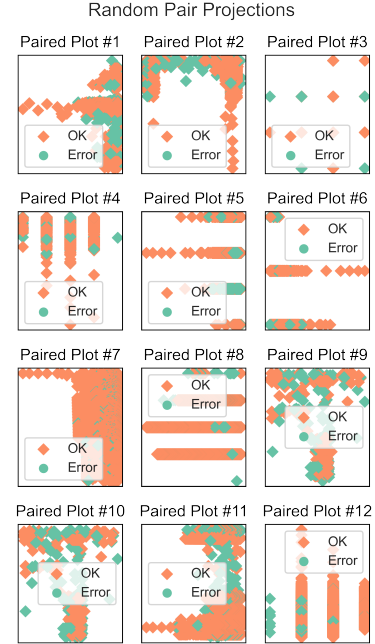 Random Pair Projections
Paired Plot #1
Paired Plot #2
Paired Plot #3
OK
Error
OK
Error
OK
Error
Paired Plot #4
Paired Plot #5
Paired Plot #6
OK
Error
OK
Error
OK
Error
Paired Plot #7
Paired Plot #8
Paired Plot #9
OK
Error
OK
Error
OK
Error
Paired Plot #10
Paired Plot #11
Paired Plot #12
OK
Error
OK
Error
OK
Error